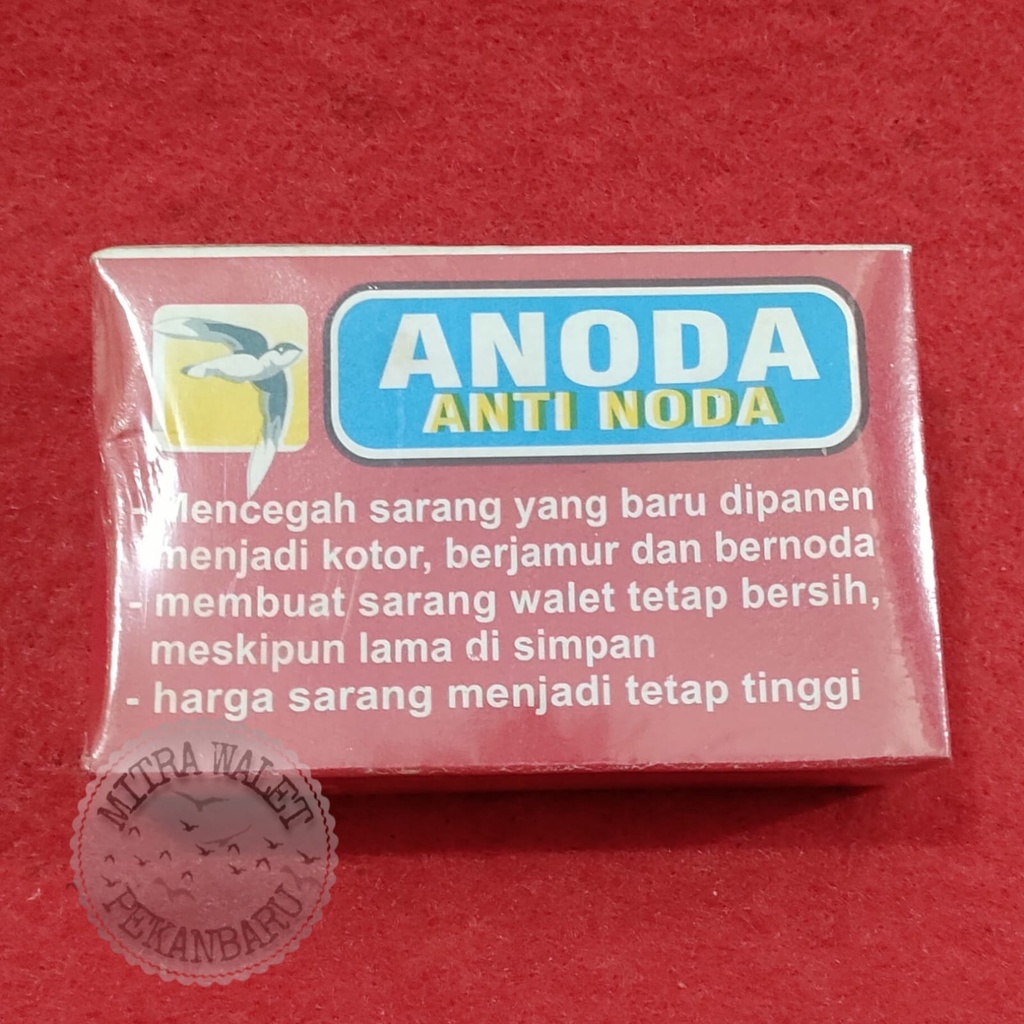 ANODA
ANTI NODA
- Mencegah sarang yang baru dipanen
menjadi kotor, berjamur dan bernoda
- membuat sarang walet tetap bersih,
meskipun lama di simpan
- harga sarang menjadi tetap tinggi
MITRA WALET
PEKANBARU